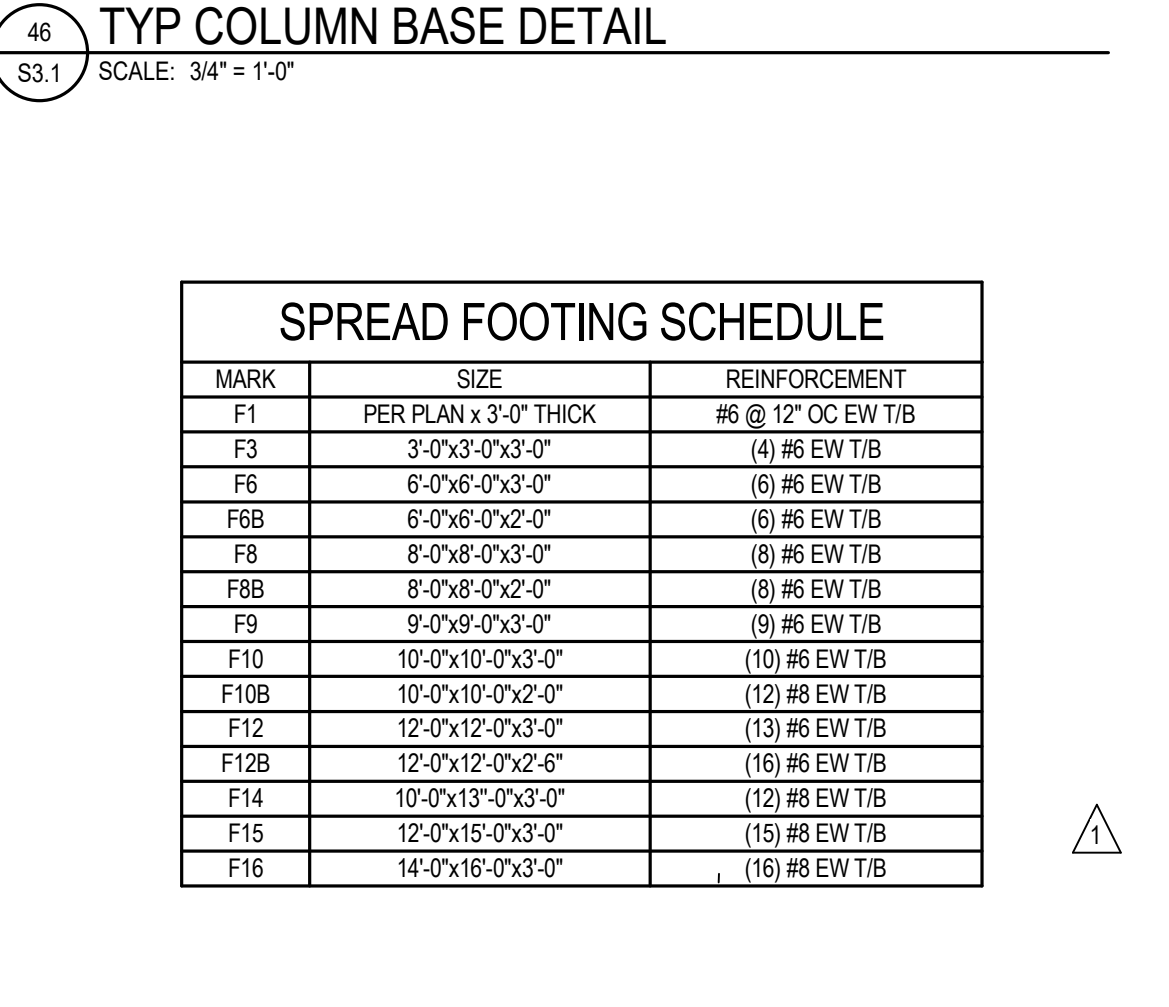 46
TYP COLUMN BASE DETAIL
S3.1
SCALE: 3/4" = 1'-0"
SPREAD FOOTING SCHEDULE
MARK SIZE REINFORCEMENT
F1 PER PLAN x 3'-0" THICK #6 @ 12" OC EW T/B
F3 3'-0"x3'-0"x3'-0" (4) #6 EW T/B
F6 6'-0"x6'-0"x3'-0" (6) #6 EW T/B
F6B 6'-0"x6'-0"x2'-0" (6) #6 EW T/B
F8 8'-0"x8'-0"x3'-0" (8) #6 EW T/B
F8B 8'-0"x8'-0"x2'-0" (8) #6 EW T/B
F9 9'-0"x9'-0"x3'-0" (9) #6 EW T/B
F10 10'-0"x10'-0"x3'-0" (10) #6 EW T/B
F10B 10'-0"x10'-0"x2'-0" (12) #8 EW T/B
F12 12'-0"x12'-0"x3'-0" (13) #6 EW T/B
F12B 12'-0"x12'-0"x2'-6" (16) #6 EW T/B
F14 10'-0"x13"-0"x3'-0" (12) #8 EW T/B
F15 12'-0"x15'-0"x3'-0" (15) #8 EW T/B
1
F16 14'-0"x16'-0"x3'-0" (16) #8 EW T/B